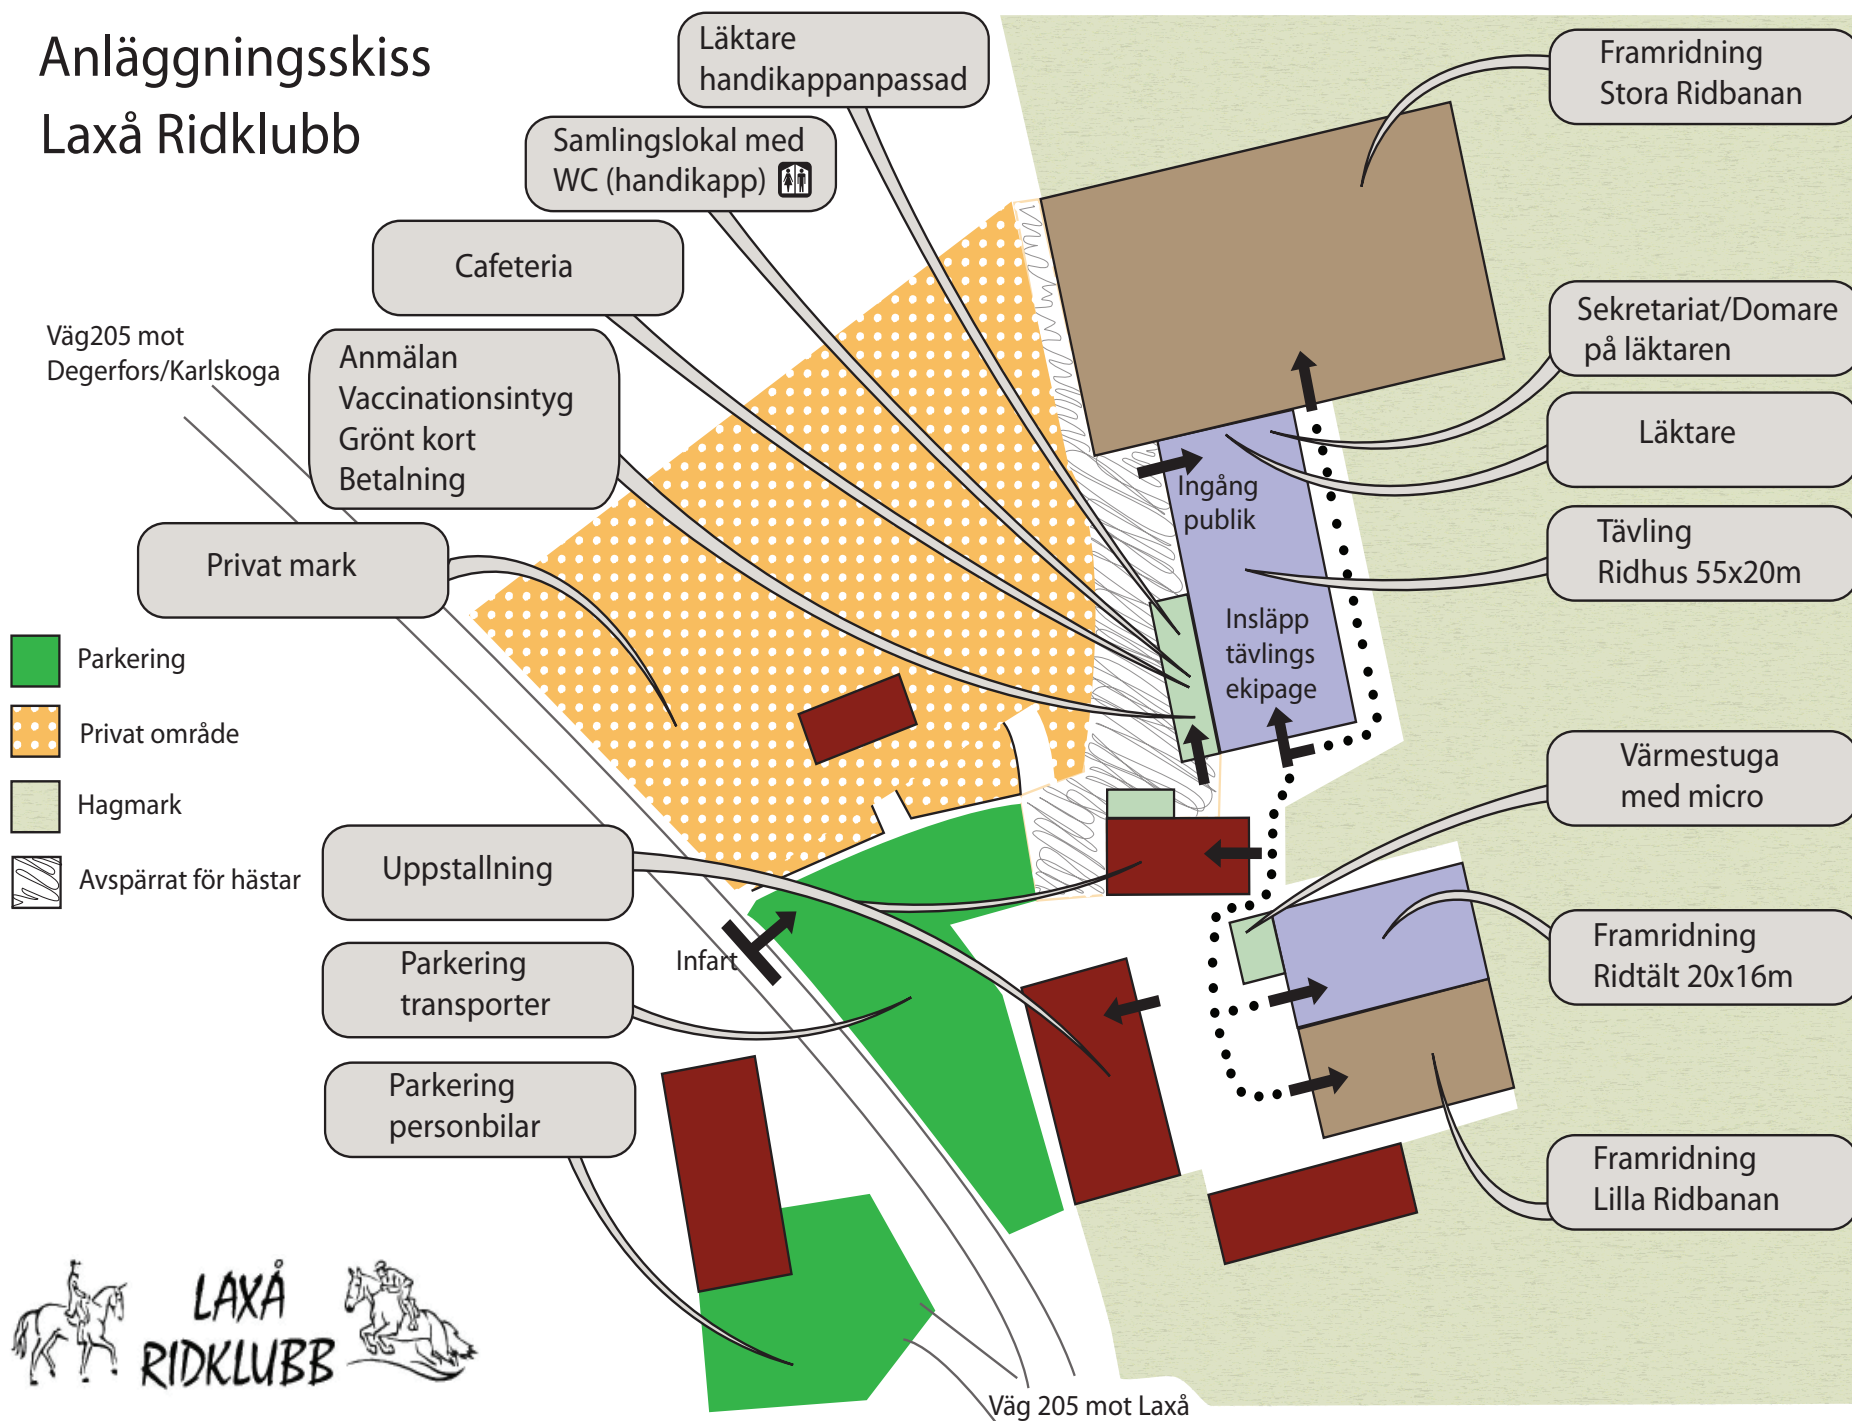 Anläggningsskiss
Laxå Ridklubb
Läktare
handikappanpassad
Samlingslokal med
WC (handikapp)
Cafeteria
Väg205 mot
Degerfors/Karlskoga
Anmälan
Vaccinationsintyg
Grönt kort
Betalning
Privat mark
Parkering
Privat område
Hagmark
Avspärrat för hästar
Uppstallning
Parkering
transporter
Parkering
personbilar
Infart
Ingång
publik
Insläpp
tävlings
ekipage
Framridning
Stora Ridbanan
Sekretariat/Domare
på läktaren
Läktare
Tävling
Ridhus 55x20m
Värmestuga
med micro
Framridning
Ridtält 20x16m
Framridning
Lilla Ridbanan
LAXÅ
RIDKLUBB
Väg 205 mot Laxå